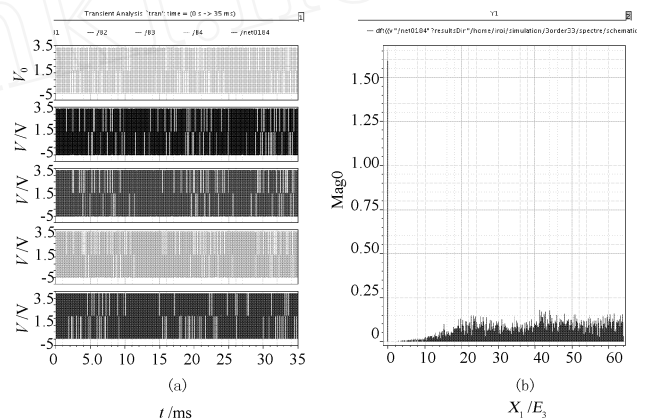 Transient Analysis `tran': time = (0 s -> 35 ms)
1
/82 /83 /84 /net0184
V0
3.5
1.5
-5
V/N
3.5
1.5
-5
V/N
3.5
1.5
-5
V/N
3.5
1.5
-5
V/N
3.5
1.5
-5
0 5.0 10 15 20 25 30 35
(a)
t/ms
Y1
dft((v "/net0184" ?resultsDir "/home/iroi/simulation/3order33/spectre/schematic
Mag0
1.50
1.25
1.00
0.75
0.50
0.25
0
0 10 20 30 40 50 60
(b)
X1/E3